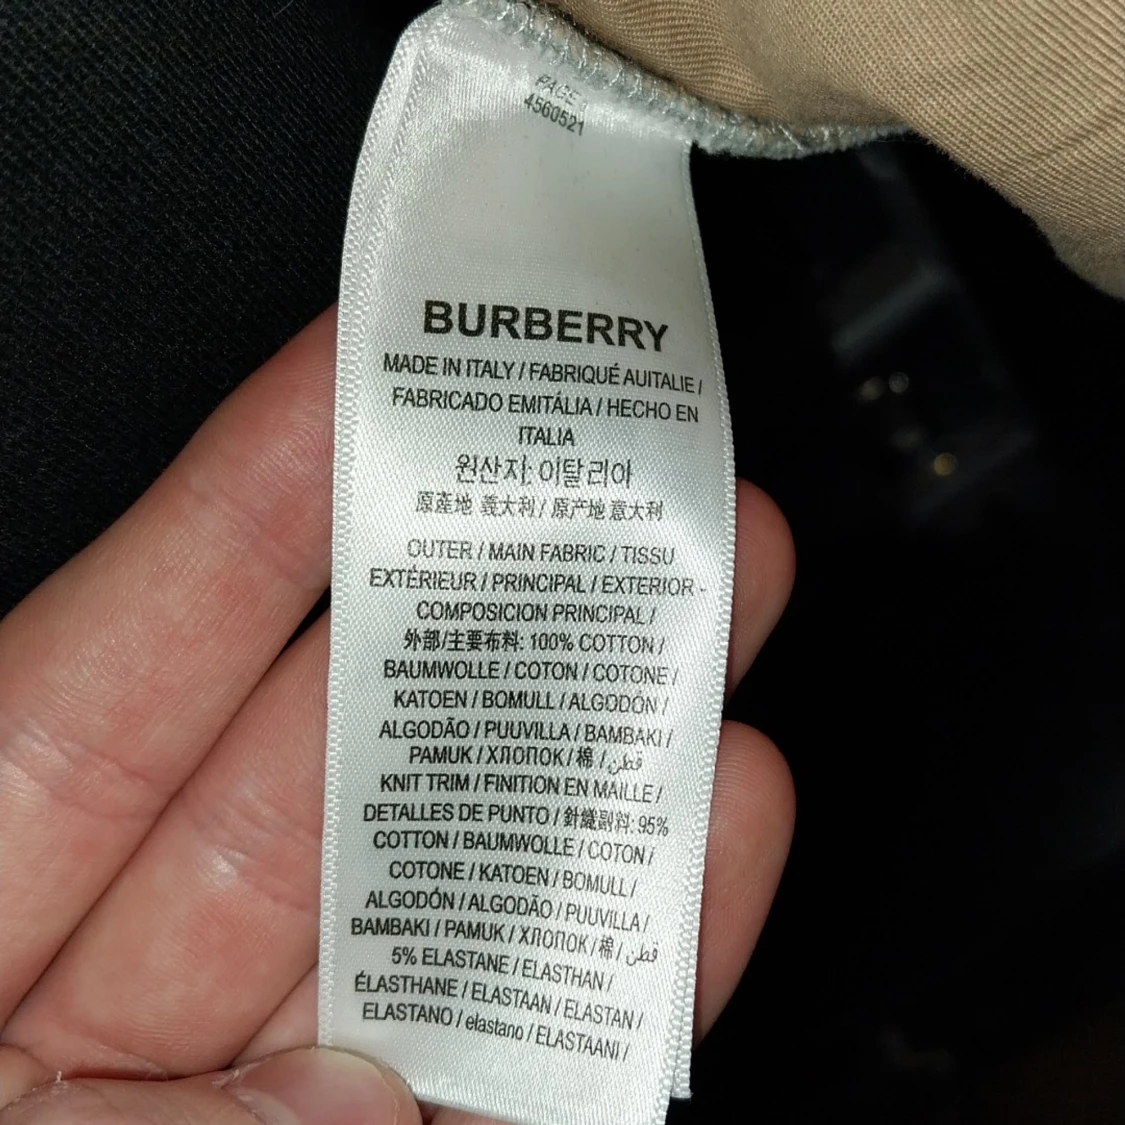 PAGE
4560521
BURBERRY
MADE IN ITALY / FABRIQUÉ AUITALIE /
FABRICADO EMITÁLIA / HECHO EN
ITALIA
원산지: 이탈리아
原產地 義大利 / 原产地 意大利
OUTER / MAIN FABRIC / TISSU
EXTÉRIEUR / PRINCIPAL / EXTERIOR -
COMPOSICION PRINCIPAL /
外部/主要布料: 100% COTTON /
BAUMWOLLE / COTON / COTONE /
KATOEN / BOMULL / ALGODÓN /
ALGODÃO / PUUVILLA / BAMBAKI /
PAMUK / ХЛОПОК / 棉 / قطن
KNIT TRIM / FINITION EN MAILLE /
DETALLES DE PUNTO / 針織副料: 95%
COTTON / BAUMWOLLE / COTON /
COTONE / KATOEN / BOMULL /
ALGODÓN / ALGODÃO / PUUVILLA /
BAMBAKI / PAMUK / ХЛОПОК / 棉 / قطن
5% ELASTANE / ELASTHAN /
ÉLASTHANE / ELASTAAN / ELASTAN /
ELASTANO / elastano / ELASTAANI /